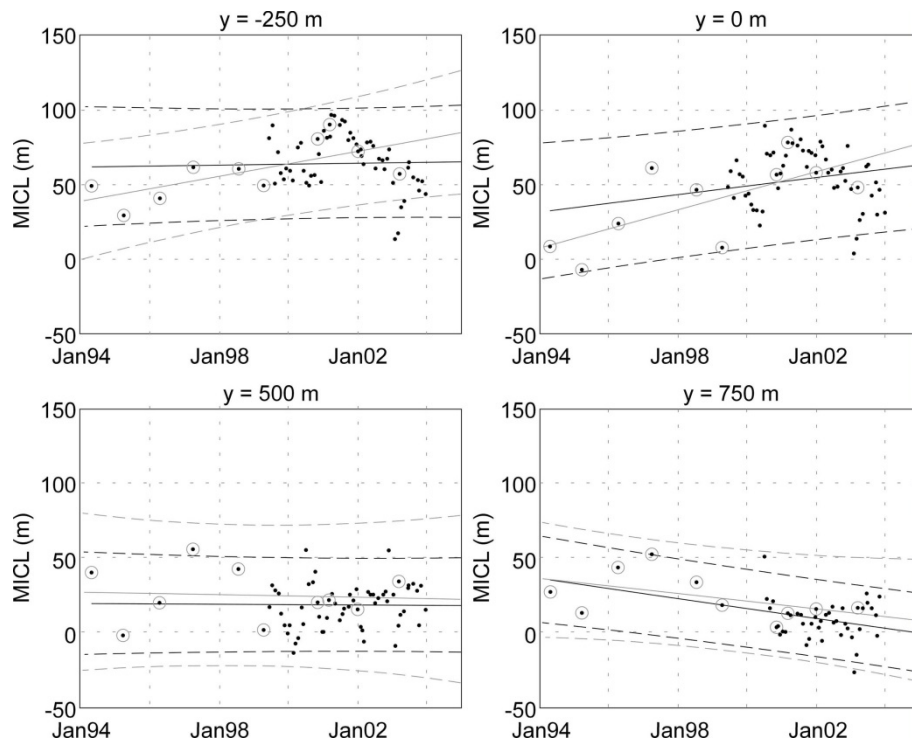 y = -250 m
y = 0 m
150
100
50
0
-50
MICL (m)
Jan94
Jan98
Jan02
150
100
50
0
-50
MICL (m)
Jan94
Jan98
Jan02
y = 500 m
y = 750 m
150
100
50
0
-50
MICL (m)
Jan94
Jan98
Jan02
150
100
50
0
-50
MICL (m)
Jan94
Jan98
Jan02